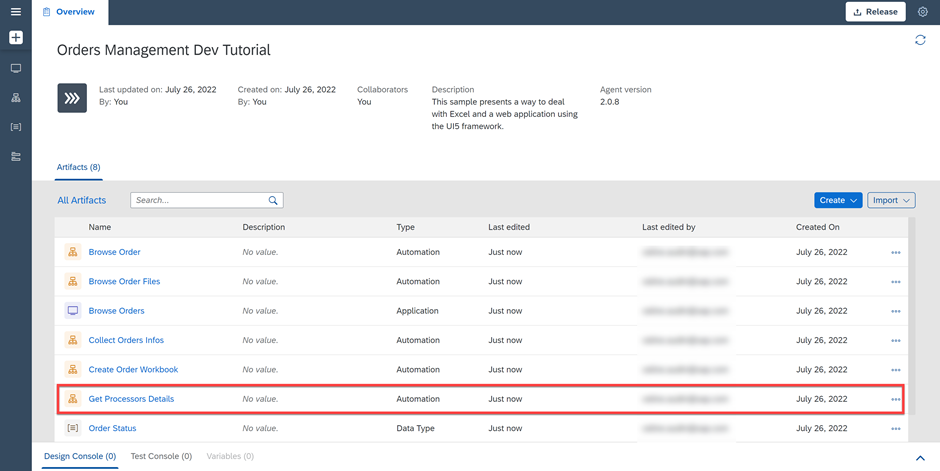 Overview
Release
Orders Management Dev Tutorial
Last updated on: July 26, 2022
By: You
Created on: July 26, 2022
By: You
Collaborators
You
Description
This sample presents a way to deal
with Excel and a web application using
the UI5 framework.
Agent version
2.0.8
Artifacts (8)
All Artifacts
Search...
Create
Import
Name Description Type Last edited Last edited by Created On
Browse Order No value. Automation Just now July 26, 2022
Browse Order Files No value. Automation Just now July 26, 2022
Browse Orders No value. Application Just now July 26, 2022
Collect Orders Infos No value. Automation Just now July 26, 2022
Create Order Workbook No value. Automation Just now July 26, 2022
Get Processors Details No value. Automation Just now July 26, 2022
Order Status No value. Data Type Just now July 26, 2022
Design Console (0) Test Console (0) Variables (0)